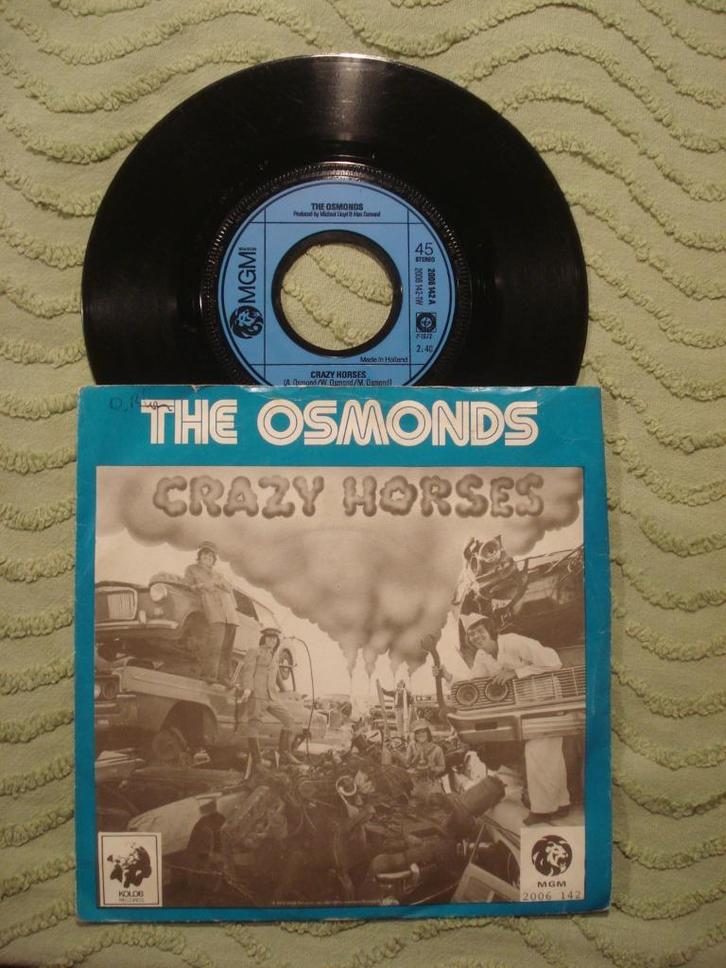 THE OSMONDS
Produced by Michael Lloyd & Alan Osmond
MGM
45
STEREO
2006 142 A
2006 142-1W
P 1972
2.40
Made in Holland
CRAZY HORSES
(A. Osmond/W. Osmond/M. Osmond)
THE OSMONDS
CRAZY HORSES
KOLOB
RECORDS
MGM
2006 142